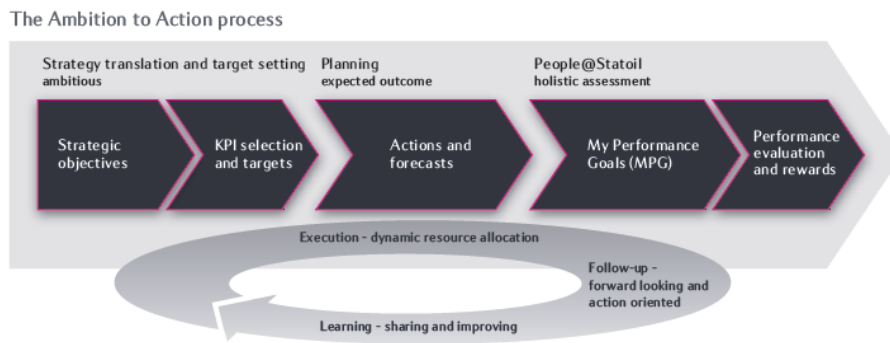 The Ambition to Action process
Strategy translation and target setting
ambitious
Planning
expected outcome
People@Statoil
holistic assessment
Strategic
objectives
KPI selection
and targets
Actions and
forecasts
My Performance
Goals (MPG)
Performance
evaluation
and rewards
Execution - dynamic resource allocation
Follow-up -
forward looking and
action oriented
Learning - sharing and improving